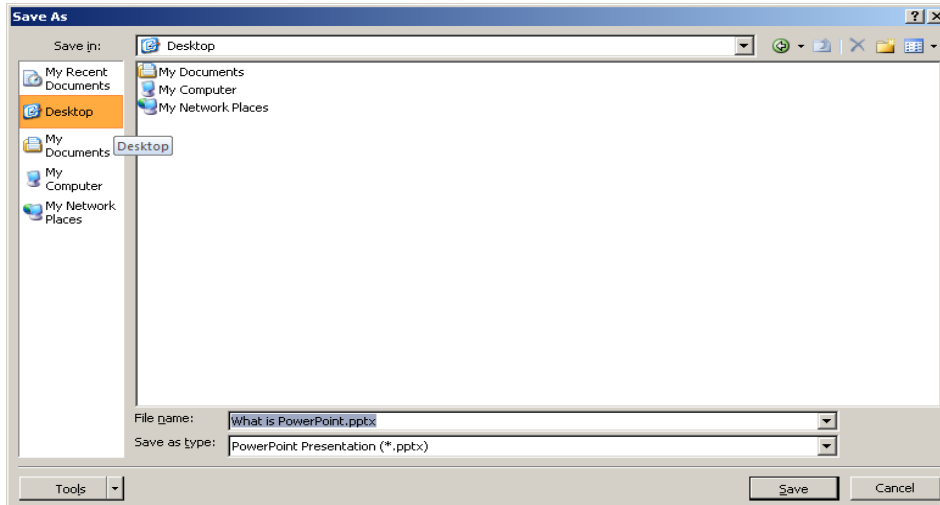 Save As
Save in:
Desktop
My Recent
Documents
Desktop
My
Documents
Desktop
My
Computer
My Network
Places
My Documents
My Computer
My Network Places
File name:
What is PowerPoint.pptx
Save as type:
PowerPoint Presentation (*.pptx)
Tools
Save
Cancel